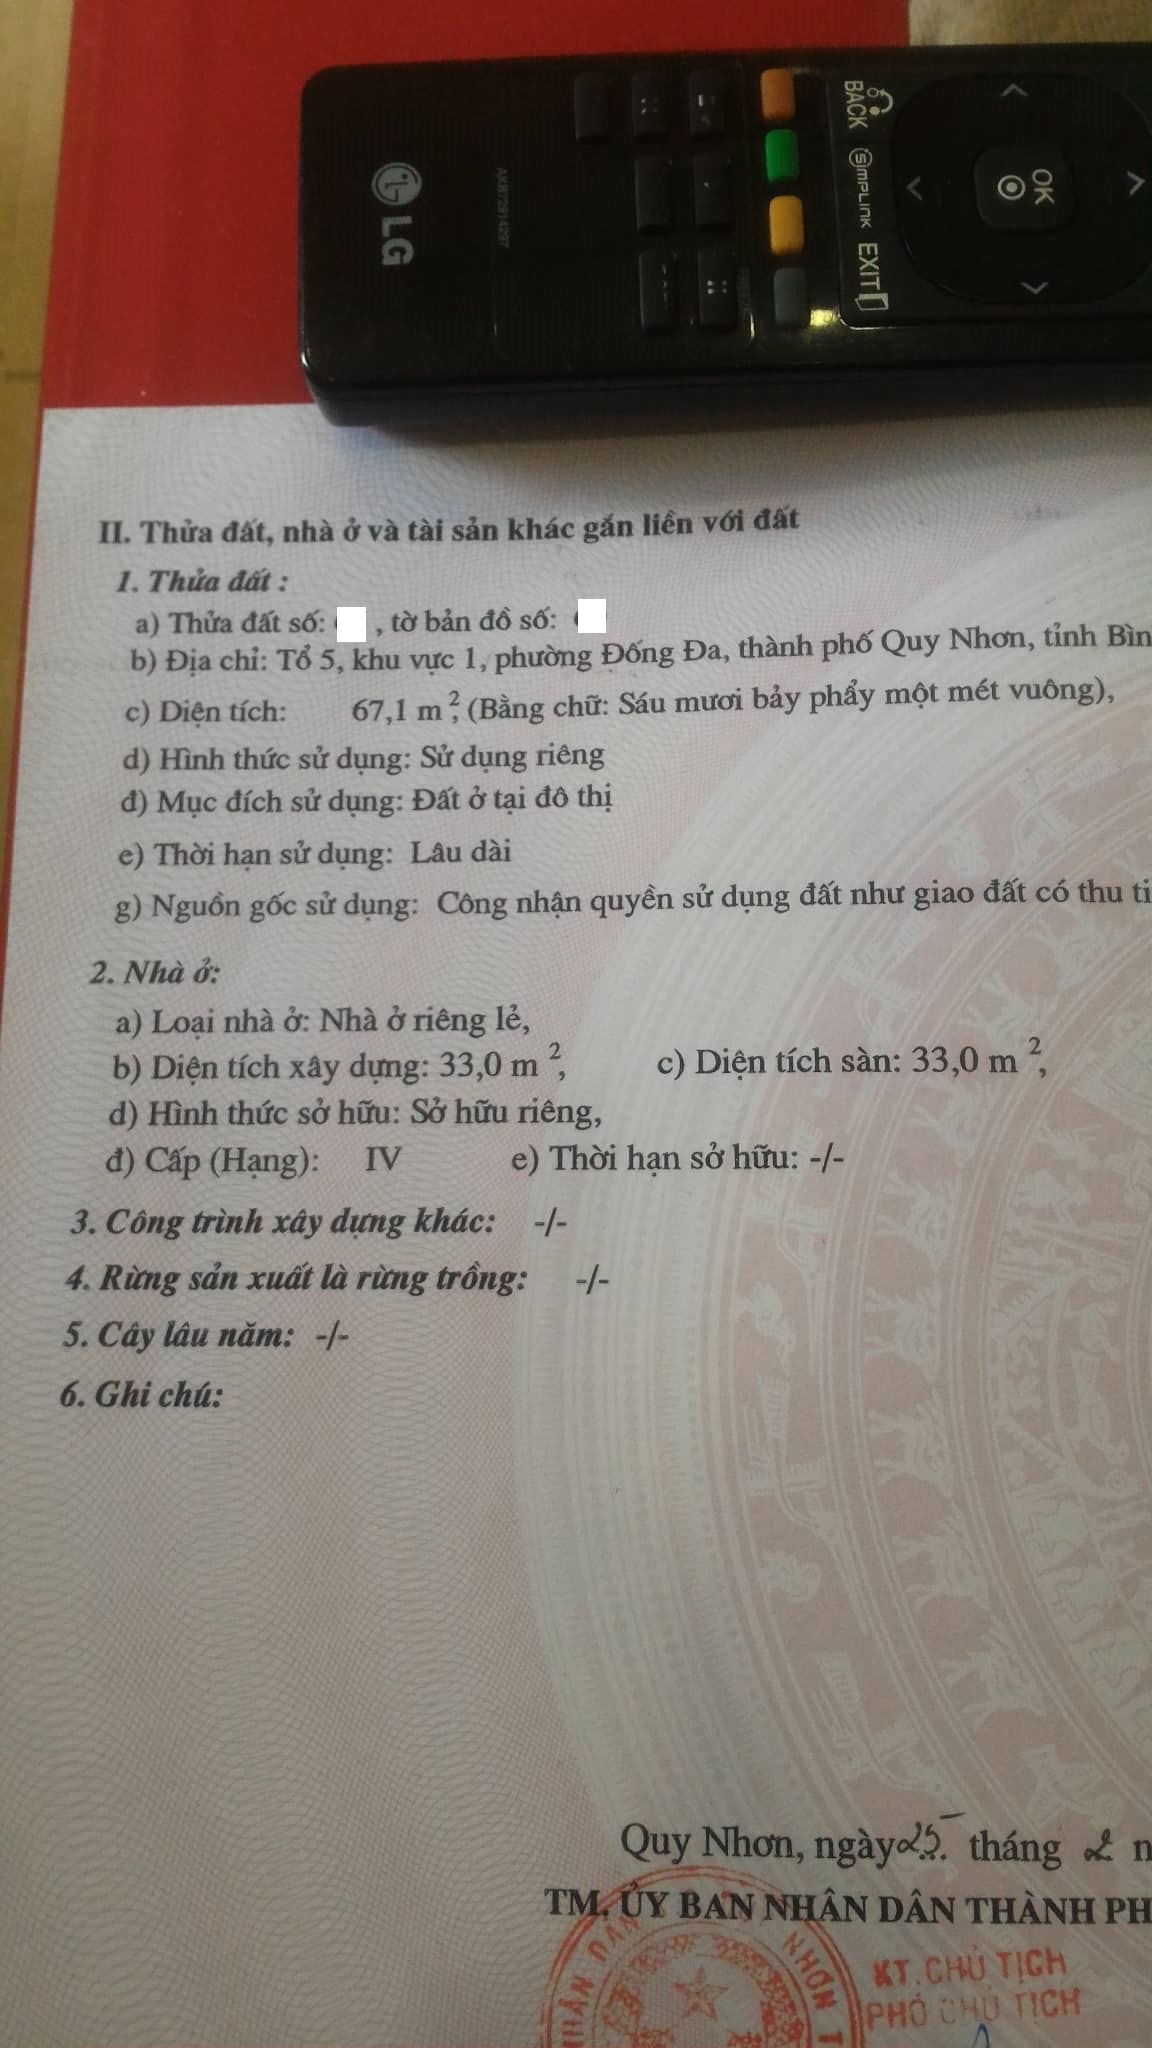 LG
BACK
SIMPLINK
EXIT
OK
II. Thửa đất, nhà ở và tài sản khác gắn liền với đất
1. Thửa đất :
a) Thửa đất số: , tờ bản đồ số:
b) Địa chỉ: Tổ 5, khu vực 1, phường Đống Đa, thành phố Quy Nhơn, tỉnh Bìn
c) Diện tích: 67,1 m², (Bằng chữ: Sáu mươi bảy phẩy một mét vuông),
d) Hình thức sử dụng: Sử dụng riêng
đ) Mục đích sử dụng: Đất ở tại đô thị
e) Thời hạn sử dụng: Lâu dài
g) Nguồn gốc sử dụng: Công nhận quyền sử dụng đất như giao đất có thu ti
2. Nhà ở:
a) Loại nhà ở: Nhà ở riêng lẻ,
b) Diện tích xây dựng: 33,0 m², c) Diện tích sàn: 33,0 m²,
d) Hình thức sở hữu: Sở hữu riêng,
đ) Cấp (Hạng): IV e) Thời hạn sở hữu: -/-
3. Công trình xây dựng khác: -/-
4. Rừng sản xuất là rừng trồng: -/-
5. Cây lâu năm: -/-
6. Ghi chú:
Quy Nhơn, ngày 25 tháng 2 n
TM. ỦY BAN NHÂN DÂN THÀNH PH
KT. CHỦ TỊCH
PHÓ CHỦ TỊCH